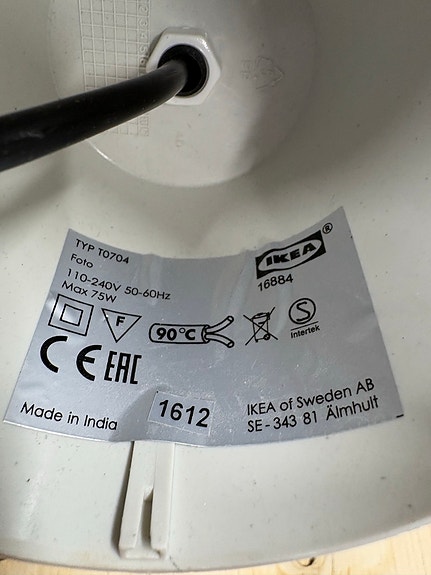 TYP T0704
Foto
110-240V 50-60Hz
Max 75W
IKEA ®
16884
F
90°C
S
Intertek
CE EAC
Made in India
1612
IKEA of Sweden AB
SE-343 81 Älmhult